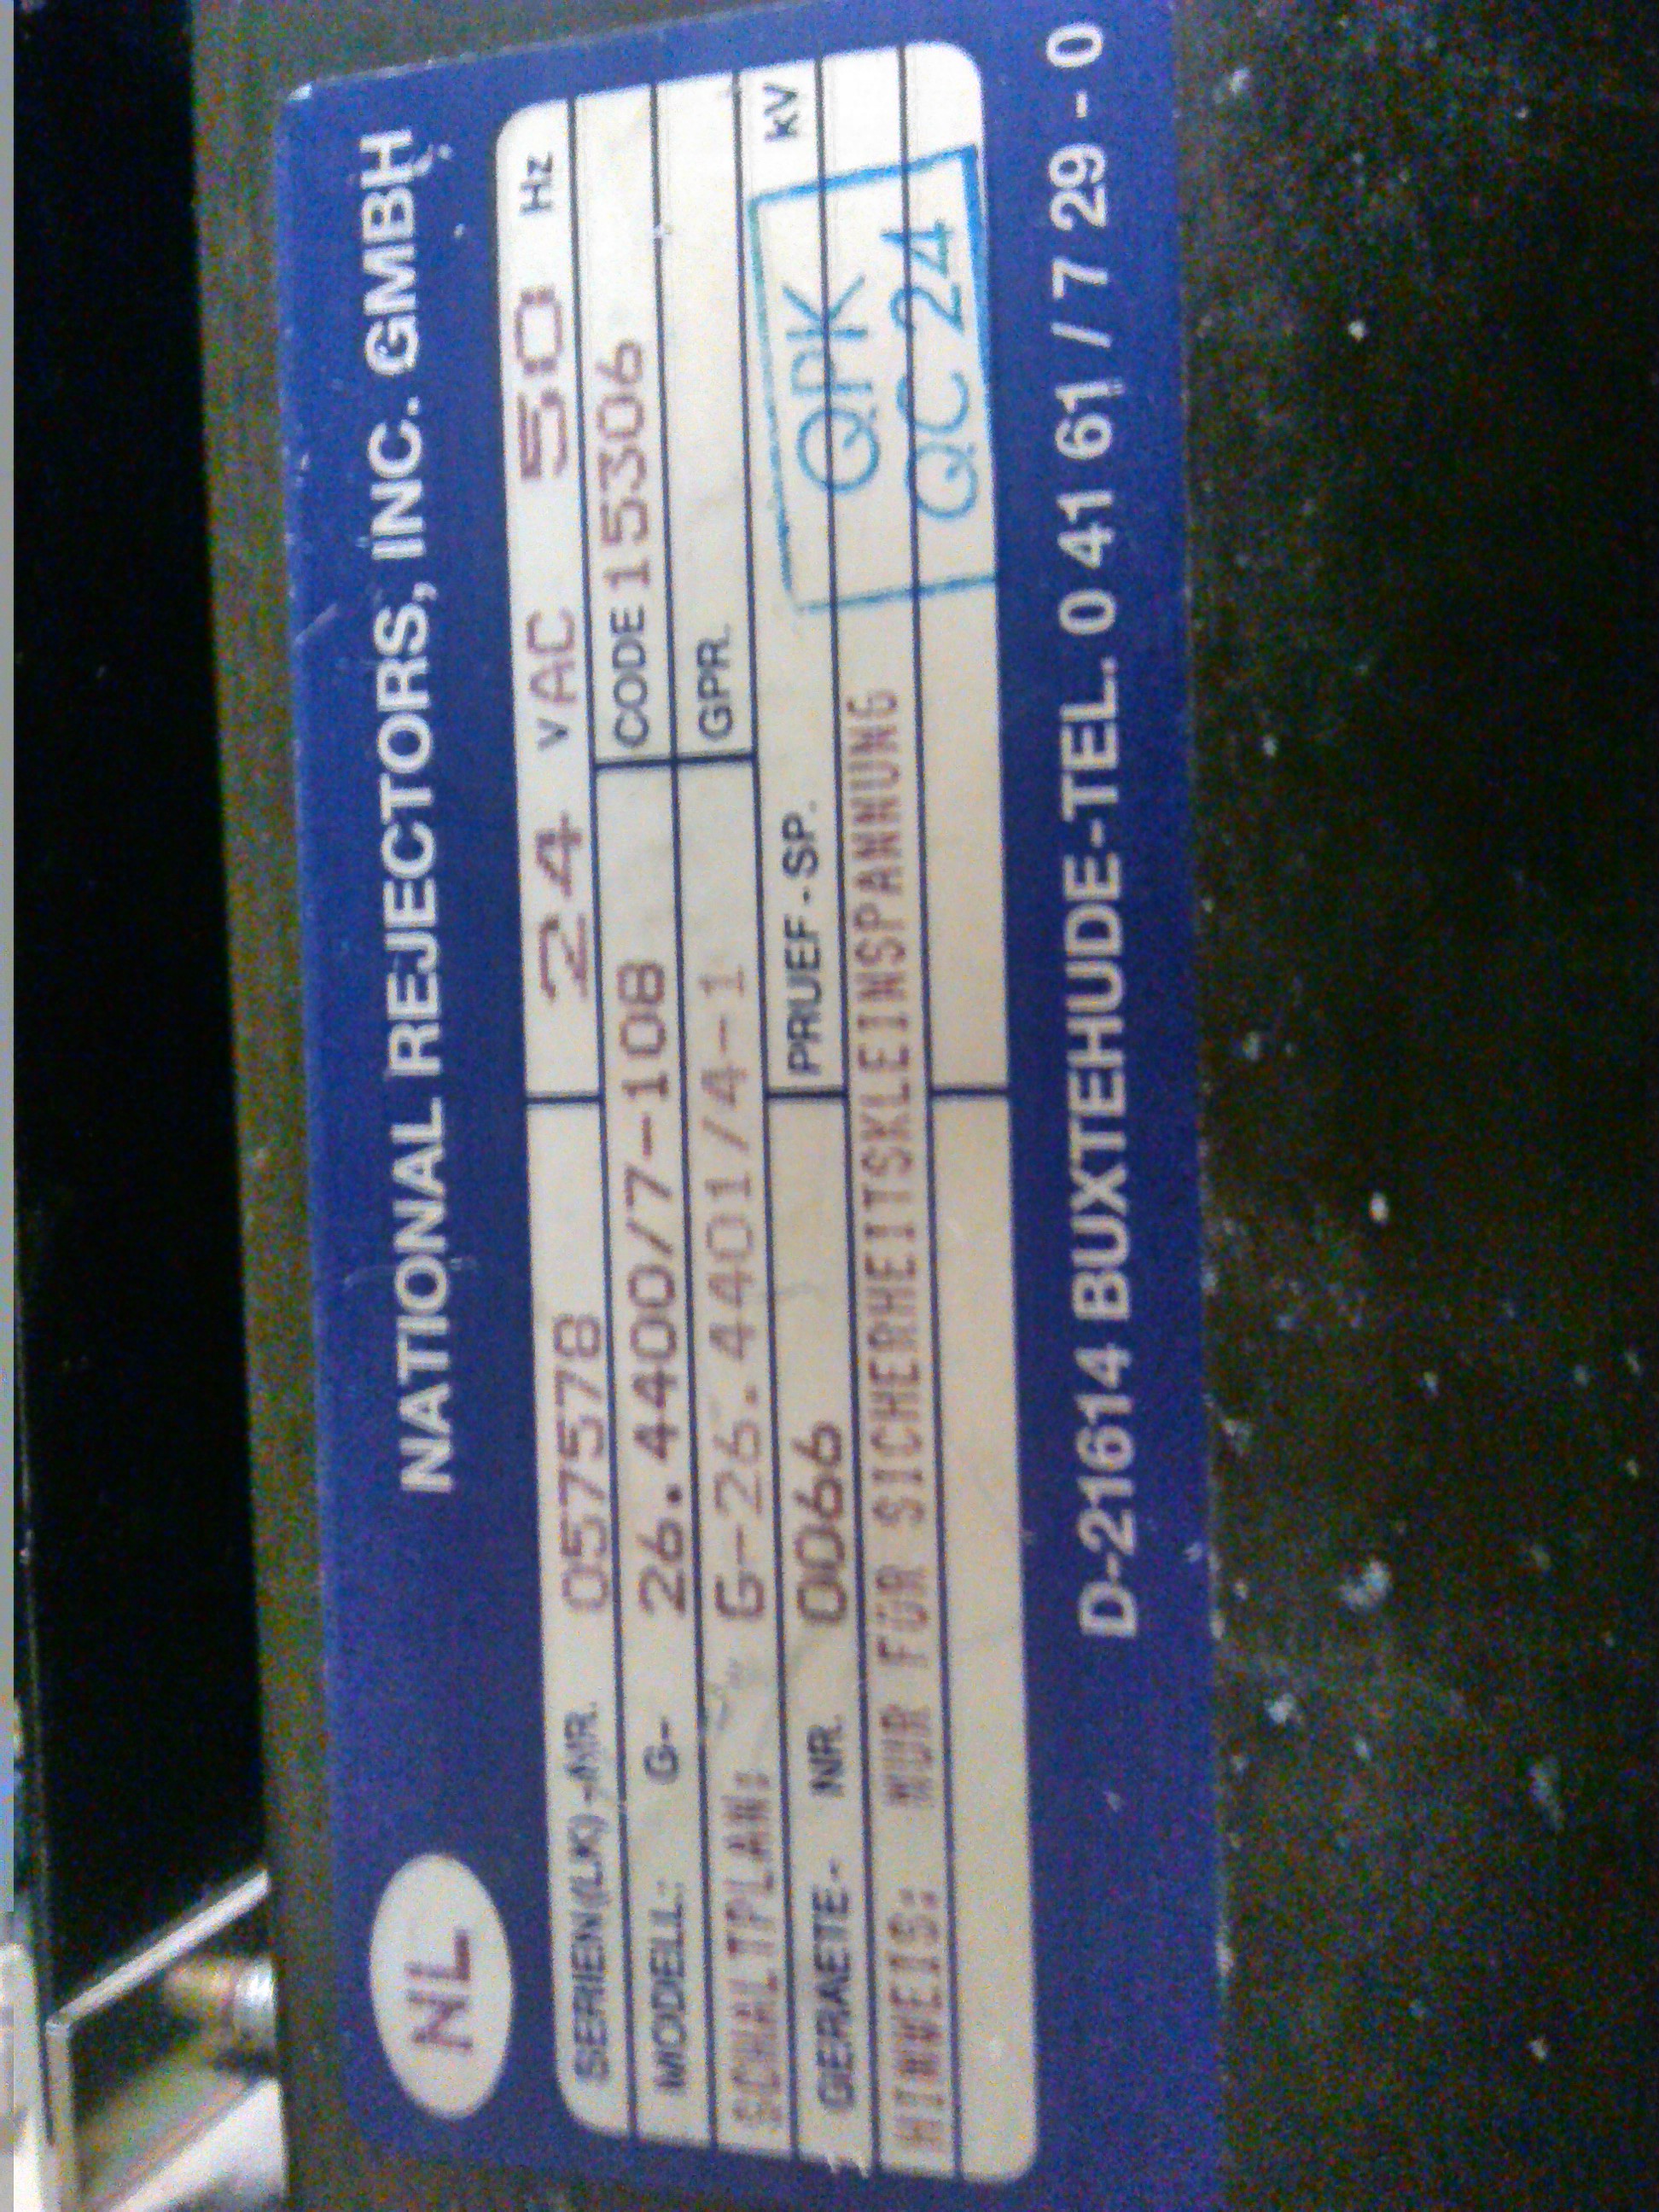 NL
NATIONAL REJECTORS, INC. GMBH
SERIEN(LK)-NR. 057578 24 V AC 50 Hz
MODELL: G- 26.4400/7-108 CODE 15306
SCHALTPLAN: G-26.4401/4-1 GPR.
GERAETE- NR. 0066 PRUEF-SP. kV
HINWEIS: NUR FÜR SICHERHEITSKLEINSPANNUNG
QPK
QC 24
D-21614 BUXTEHUDE-TEL. 0 41 61 / 7 29 - 0